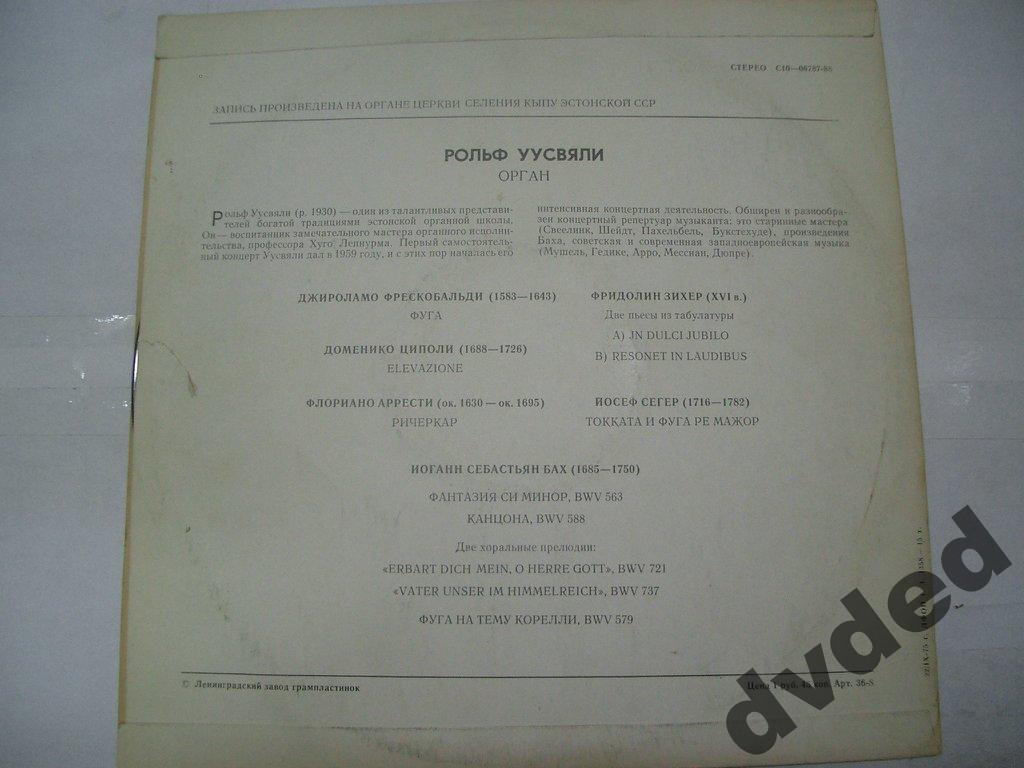 СТЕРЕО С10—06787-88
ЗАПИСЬ ПРОИЗВЕДЕНА НА ОРГАНЕ ЦЕРКВИ СЕЛЕНИЯ КЫПУ ЭСТОНСКОЙ ССР
РОЛЬФ УУСВЯЛИ
ОРГАН
Рольф Уусвяли (р. 1930) — один из талантливых представи-
телей богатой традициями эстонской органной школы.
Он — воспитанник замечательного мастера органного исполни-
тельства, профессора Хуго Лепнурма. Первый самостоятель-
ный концерт Уусвяли дал в 1959 году, и с этих пор началась его
интенсивная концертная деятельность. Обширен и разнообра-
зен концертный репертуар музыканта: это старинные мастера
(Свеелинк, Шейдт, Пахельбель, Букстехуде), произведения
Баха, советская и современная западноевропейская музыка
(Мушель, Гедике, Арро, Мессиан, Дюпре).
ДЖИРОЛАМО ФРЕСКОБАЛЬДИ (1583—1643)
ФУГА
ДОМЕНИКО ЦИПОЛИ (1688—1726)
ELEVAZIONE
ФЛОРИАНО АРРЕСТИ (ок. 1630 — ок. 1695)
РИЧЕРКАР
ФРИДОЛИН ЗИХЕР (XVI в.)
Две пьесы из табулатуры
A) JN DULCI JUBILO
B) RESONET IN LAUDIBUS
ЙОСЕФ СЕГЕР (1716—1782)
ТОККАТА И ФУГА РЕ МАЖОР
ИОГАНН СЕБАСТЬЯН БАХ (1685—1750)
ФАНТАЗИЯ СИ МИНОР, BWV 563
КАНЦОНА, BWV 588
Две хоральные прелюдии:
«ERBART DICH MEIN, O HERRE GOTT», BWV 721
«VATER UNSER IM HIMMELREICH», BWV 737
ФУГА НА ТЕМУ КОРЕЛЛИ, BWV 579
© Ленинградский завод грампластинок
Цена 1 руб. 45 коп. Арт. 36-8
dvded